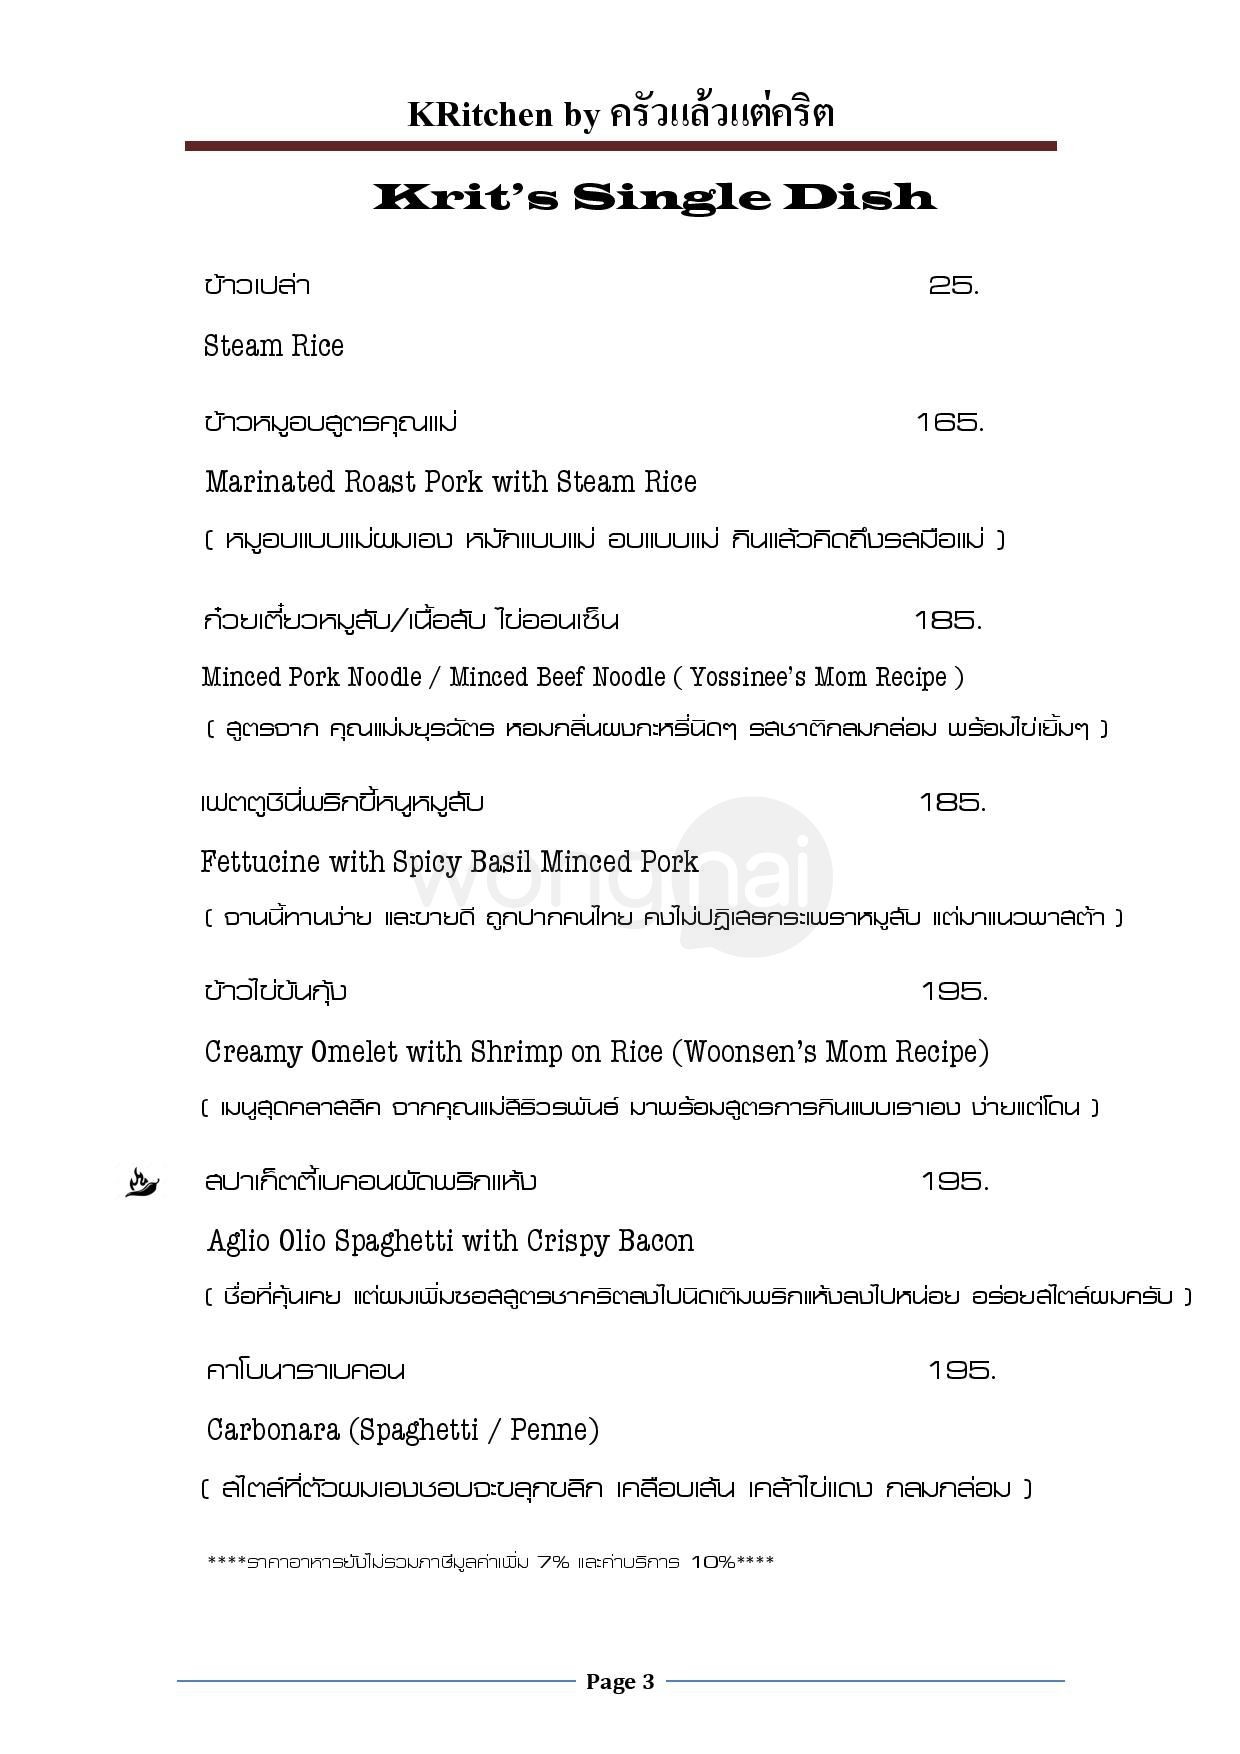 KRitchen by ครัวแล้วแต่คริต
Krit's Single Dish
ข้าวเปล่า 25.
Steam Rice
ข้าวหมูอบสูตรคุณแม่ 165.
Marinated Roast Pork with Steam Rice
( หมูอบแบบแม่ผมเอง หมักแบบแม่ อบแบบแม่ กินแล้วคิดถึงรสมือแม่ )
ก๋วยเตี๋ยวหมูสับ/เนื้อสับ ไข่ออนเซ็น 185.
Minced Pork Noodle / Minced Beef Noodle ( Yossinee's Mom Recipe )
( สูตรจาก คุณแม่มยุรฉัตร หอมกลิ่นผงกะหรี่นิดๆ รสชาติกลมกล่อม พร้อมไข่เยิ้มๆ )
เฟตตูชินี่พริกขี้หนูหมูสับ 185.
Fettucine with Spicy Basil Minced Pork
wongnai
( จานนี้ทานง่าย และขายดี ถูกปากคนไทย คงไม่ปฏิเสธกระเพราหมูสับ แต่มาแนวพาสต้า )
ข้าวไข่ข้นกุ้ง 195.
Creamy Omelet with Shrimp on Rice (Woonsen's Mom Recipe)
( เมนูสุดคลาสสิค จากคุณแม่สิริวรพันธ์ มาพร้อมสูตรการกินแบบเราเอง ง่ายแต่โดน )
สปาเก็ตตี้เบคอนผัดพริกแห้ง 195.
Aglio Olio Spaghetti with Crispy Bacon
( ชื่อที่คุ้นเคย แต่ผมเพิ่มซอสสูตรชาคริตลงไปนิดเติมพริกแห้งลงไปหน่อย อร่อยสไตล์ผมครับ )
คาโบนาราเบคอน 195.
Carbonara (Spaghetti / Penne)
( สไตล์ที่ตัวผมเองชอบจะขลุกขลิก เคลือบเส้น เคล้าไข่แดง กลมกล่อม )
****ราคาอาหารยังไม่รวมภาษีมูลค่าเพิ่ม 7% และค่าบริการ 10%****
Page 3